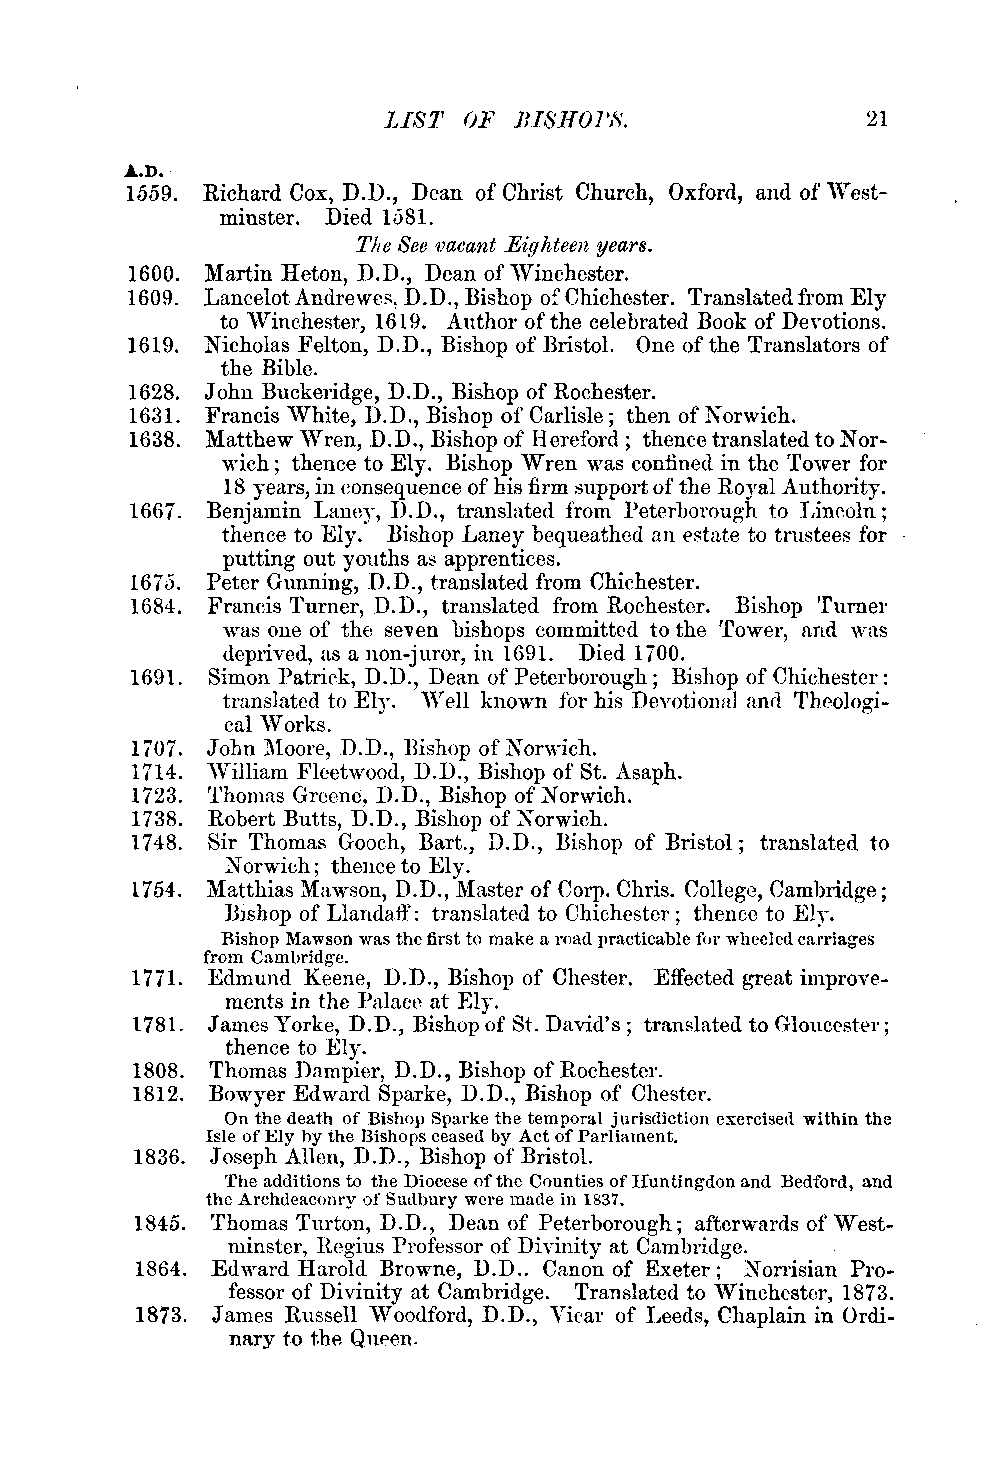 LIST OF BISHOPS. 21
A.D.
1559. Richard Cox, D.D., Dean of Christ Church, Oxford, and of West-
minster. Died 1581.
The See vacant Eighteen years.
1600. Martin Heton, D.D., Dean of Winchester.
1609. Lancelot Andrewes, D.D., Bishop of Chichester. Translated from Ely
to Winchester, 1619. Author of the celebrated Book of Devotions.
1619. Nicholas Felton, D.D., Bishop of Bristol. One of the Translators of
the Bible.
1628. John Buckeridge, D.D., Bishop of Rochester.
1631. Francis White, D.D., Bishop of Carlisle; then of Norwich.
1638. Matthew Wren, D.D., Bishop of Hereford; thence translated to Nor-
wich; thence to Ely. Bishop Wren was confined in the Tower for
18 years, in consequence of his firm support of the Royal Authority.
1667. Benjamin Laney, D.D., translated from Peterborough to Lincoln;
thence to Ely. Bishop Laney bequeathed an estate to trustees for
putting out youths as apprentices.
1675. Peter Gunning, D.D., translated from Chichester.
1684. Francis Turner, D.D., translated from Rochester. Bishop Turner
was one of the seven bishops committed to the Tower, and was
deprived, as a non-juror, in 1691. Died 1700.
1691. Simon Patrick, D.D., Dean of Peterborough; Bishop of Chichester:
translated to Ely. Well known for his Devotional and Theologi-
cal Works.
1707. John Moore, D.D., Bishop of Norwich.
1714. William Fleetwood, D.D., Bishop of St. Asaph.
1723. Thomas Greene, D.D., Bishop of Norwich.
1738. Robert Butts, D.D., Bishop of Norwich.
1748. Sir Thomas Gooch, Bart., D.D., Bishop of Bristol; translated to
Norwich; thence to Ely.
1754. Matthias Mawson, D.D., Master of Corp. Chris. College, Cambridge;
Bishop of Llandaff: translated to Chichester; thence to Ely.
Bishop Mawson was the first to make a road practicable for wheeled carriages
from Cambridge.
1771. Edmund Keene, D.D., Bishop of Chester. Effected great improve-
ments in the Palace at Ely.
1781. James Yorke, D.D., Bishop of St. David's; translated to Gloucester;
thence to Ely.
1808. Thomas Dampier, D.D., Bishop of Rochester.
1812. Bowyer Edward Sparke, D.D., Bishop of Chester.
On the death of Bishop Sparke the temporal jurisdiction exercised within the
Isle of Ely by the Bishops ceased by Act of Parliament.
1836. Joseph Allen, D.D., Bishop of Bristol.
The additions to the Diocese of the Counties of Huntingdon and Bedford, and
the Archdeaconry of Sudbury were made in 1837.
1845. Thomas Turton, D.D., Dean of Peterborough; afterwards of West-
minster, Regius Professor of Divinity at Cambridge.
1864. Edward Harold Browne, D.D.. Canon of Exeter; Norrisian Pro-
fessor of Divinity at Cambridge. Translated to Winchester, 1873.
1873. James Russell Woodford, D.D., Vicar of Leeds, Chaplain in Ordi-
nary to the Queen.